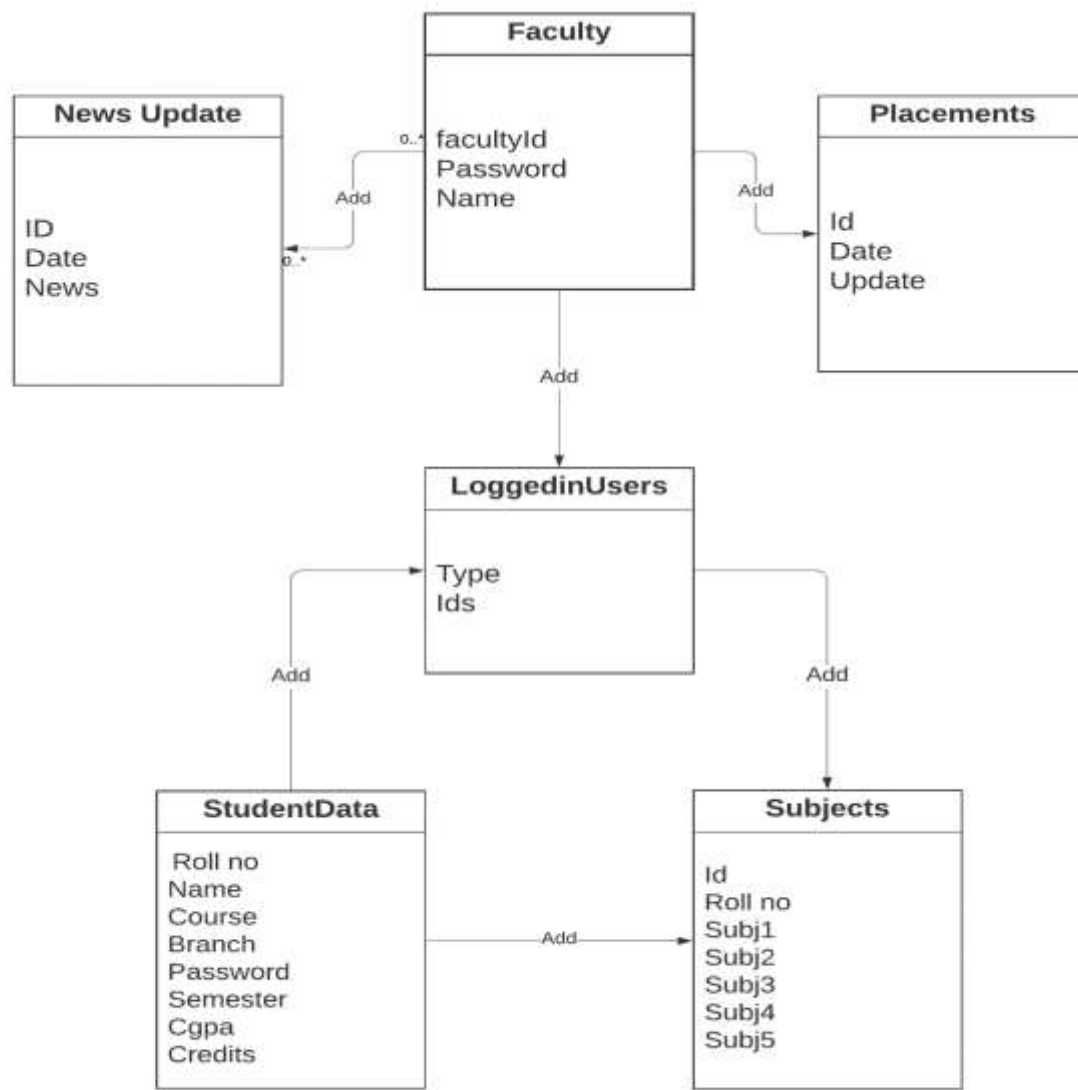 Faculty
facultyId
Password
Name
News Update
ID
Date
News
0..*
Add
0..*
Placements
Id
Date
Update
Add
Add
LoggedinUsers
Type
Ids
Add
Add
StudentData
Roll no
Name
Course
Branch
Password
Semester
Cgpa
Credits
Add
Subjects
Id
Roll no
Subj1
Subj2
Subj3
Subj4
Subj5